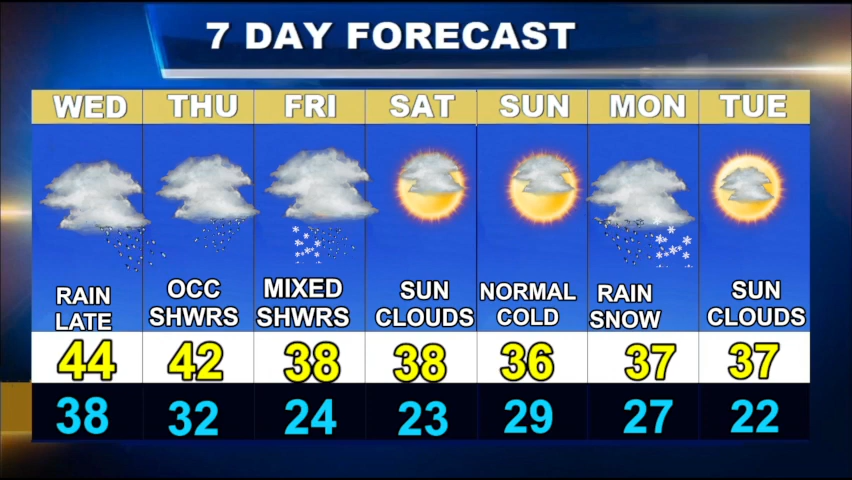 7 DAY FORECAST
WED THU FRI SAT SUN MON TUE
RAIN LATE
OCC SHWRS
MIXED SHWRS
SUN CLOUDS
NORMAL COLD
RAIN SNOW
SUN CLOUDS
44 42 38 38 36 37 37
38 32 24 23 29 27 22